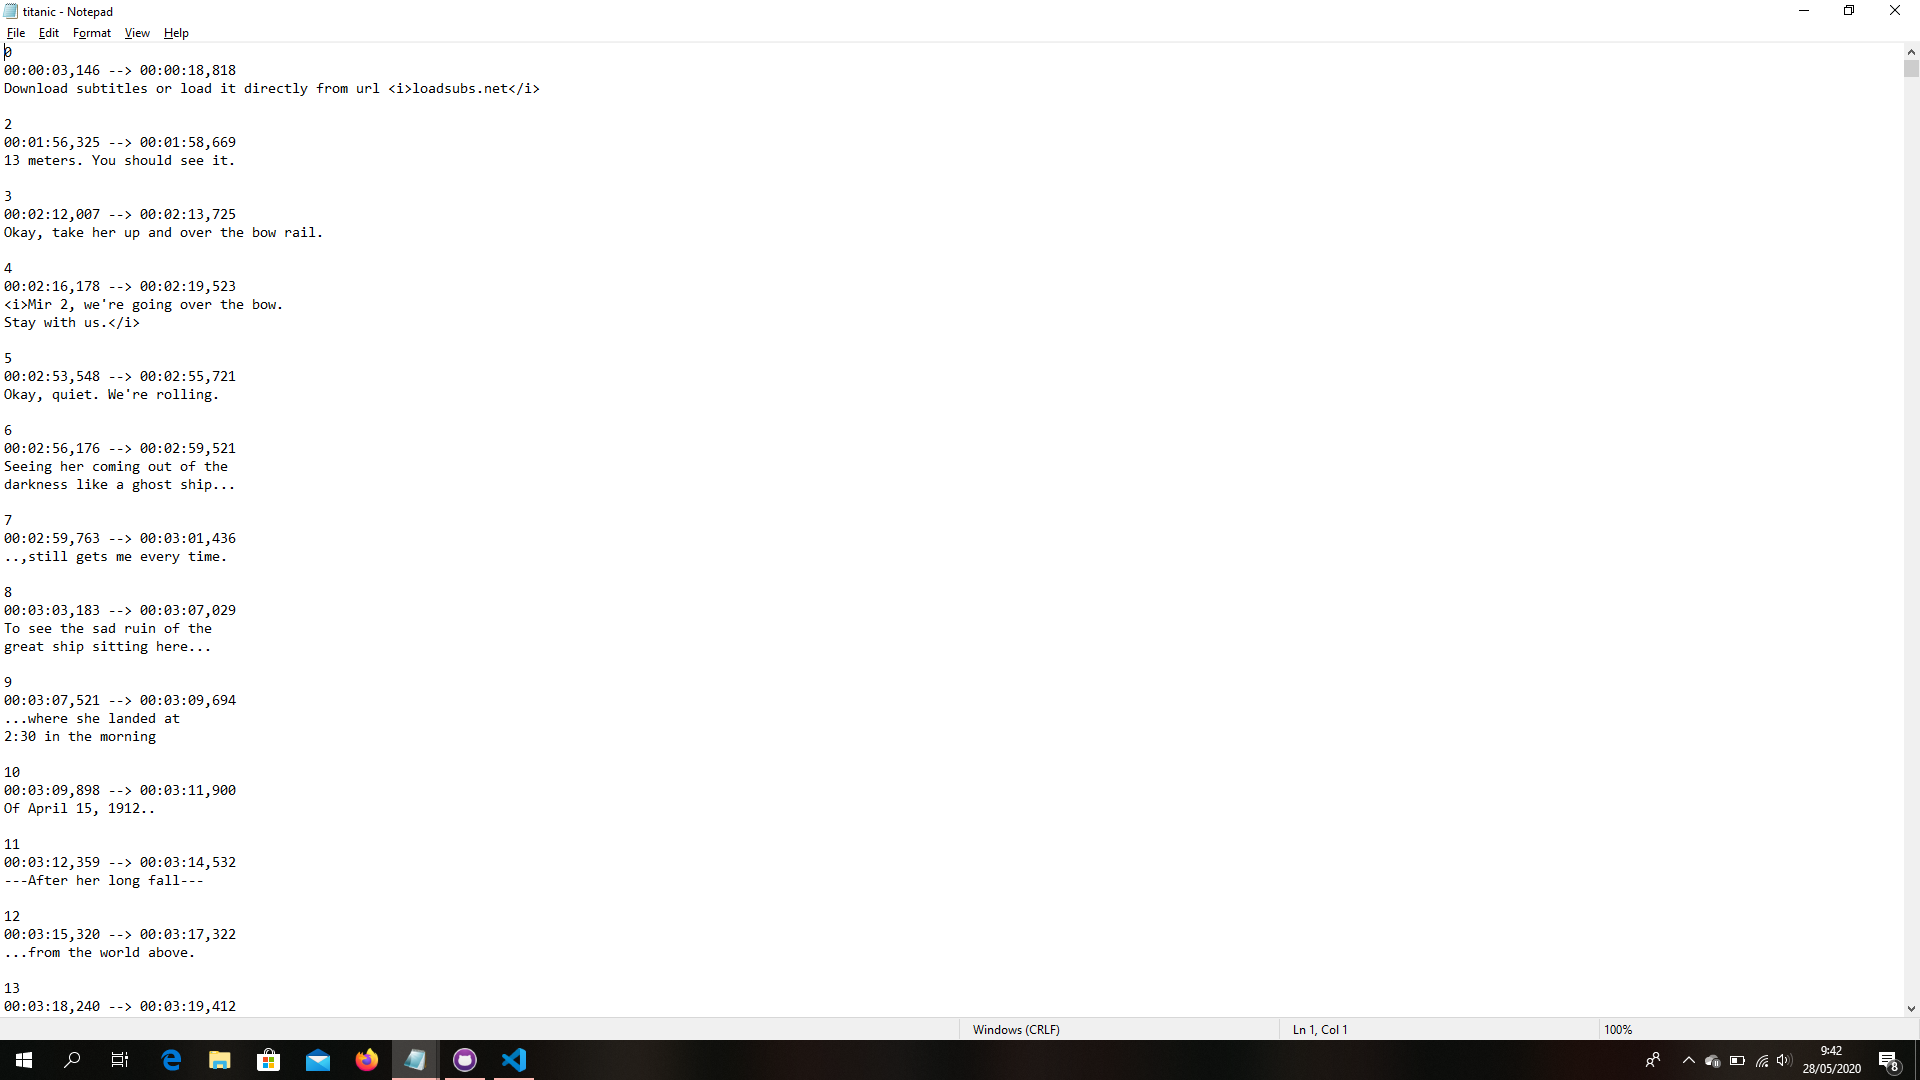 titanic - Notepad
File Edit Format View Help
0
00:00:03,146 --> 00:00:18,818
Download subtitles or load it directly from url <i>loadsubs.net</i>

2
00:01:56,325 --> 00:01:58,669
13 meters. You should see it.

3
00:02:12,007 --> 00:02:13,725
Okay, take her up and over the bow rail.

4
00:02:16,178 --> 00:02:19,523
<i>Mir 2, we're going over the bow.
Stay with us.</i>

5
00:02:53,548 --> 00:02:55,721
Okay, quiet. We're rolling.

6
00:02:56,176 --> 00:02:59,521
Seeing her coming out of the
darkness like a ghost ship...

7
00:02:59,763 --> 00:03:01,436
..,still gets me every time.

8
00:03:03,183 --> 00:03:07,029
To see the sad ruin of the
great ship sitting here...

9
00:03:07,521 --> 00:03:09,694
...where she landed at
2:30 in the morning

10
00:03:09,898 --> 00:03:11,900
Of April 15, 1912..

11
00:03:12,359 --> 00:03:14,532
---After her long fall---

12
00:03:15,320 --> 00:03:17,322
...from the world above.

13
00:03:18,240 --> 00:03:19,412
Windows (CRLF) Ln 1, Col 1 100%
9:42
28/05/2020
8